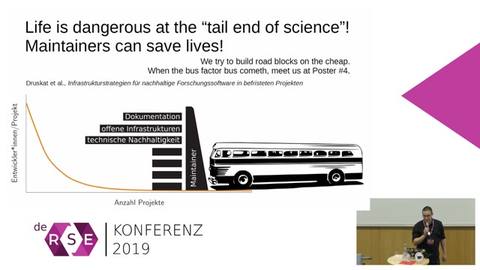 Life is dangerous at the “tail end of science”!
Maintainers can save lives!
We try to build road blocks on the cheap.
When the bus factor bus cometh, meet us at Poster #4.
Druskat et al., Infrastrukturstrategien für nachhaltige Forschungssoftware in befristeten Projekten
Entwickler*innen/Projekt
Dokumentation
offene Infrastrukturen
technische Nachhaltigkeit
Maintainer
Anzahl Projekte
de
RSE
KONFERENZ
2019